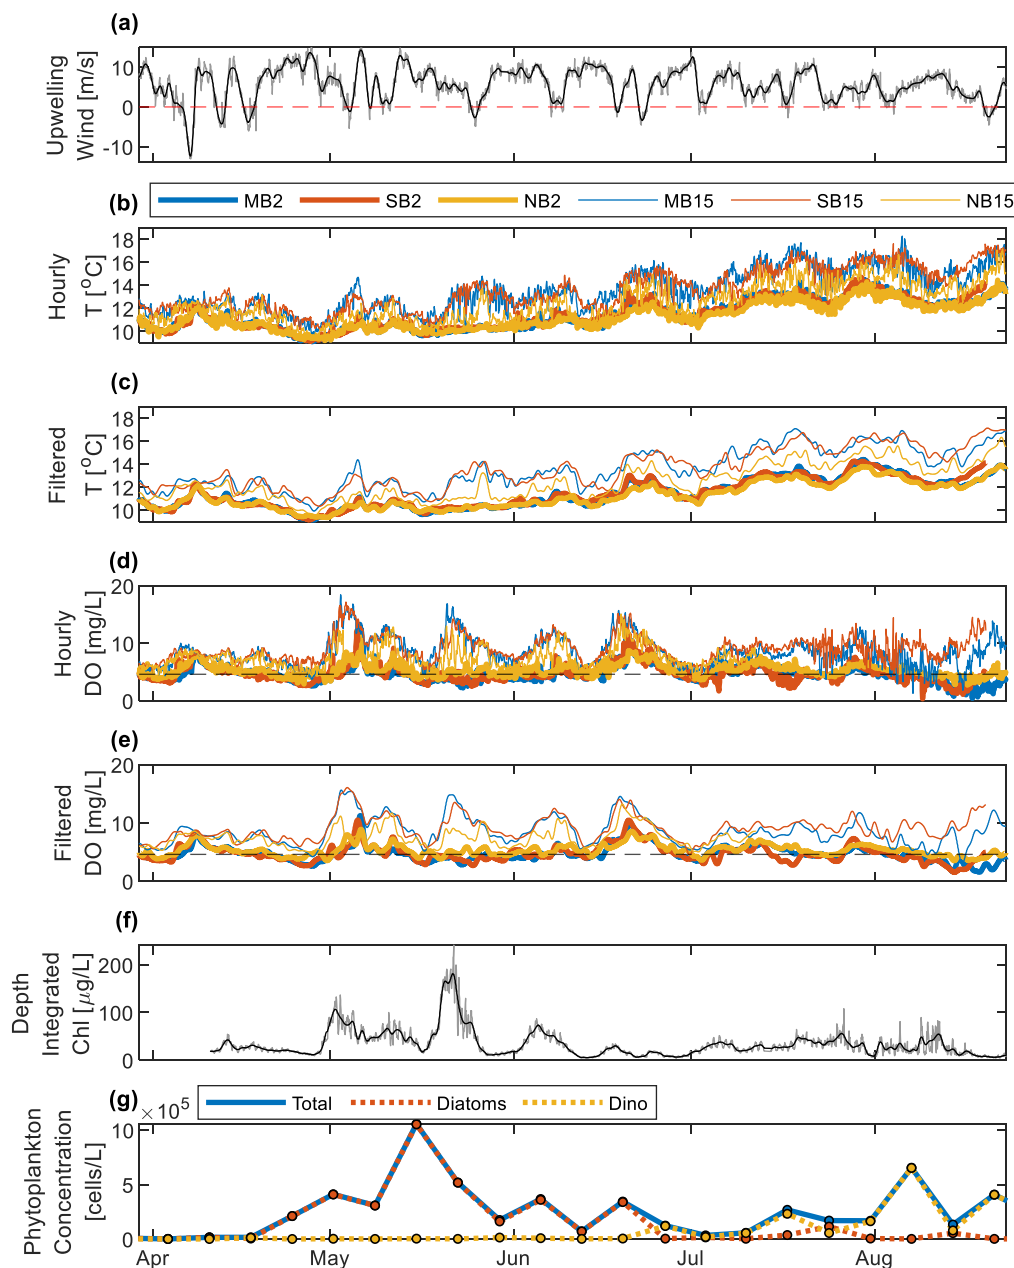 (a)
Upwelling
Wind [m/s]
10
0
-10
(b)
MB2 SB2 NB2 MB15 SB15 NB15
Hourly
T [°C]
18
16
14
12
10
(c)
Filtered
T [°C]
18
16
14
12
10
(d)
Hourly
DO [mg/L]
20
10
0
(e)
Filtered
DO [mg/L]
20
10
0
(f)
Depth
Integrated
Chl [μg/L]
200
100
0
(g)
×10⁵
Total Diatoms Dino
Phytoplankton
Concentration
[cells/L]
10
5
0
Apr May Jun Jul Aug